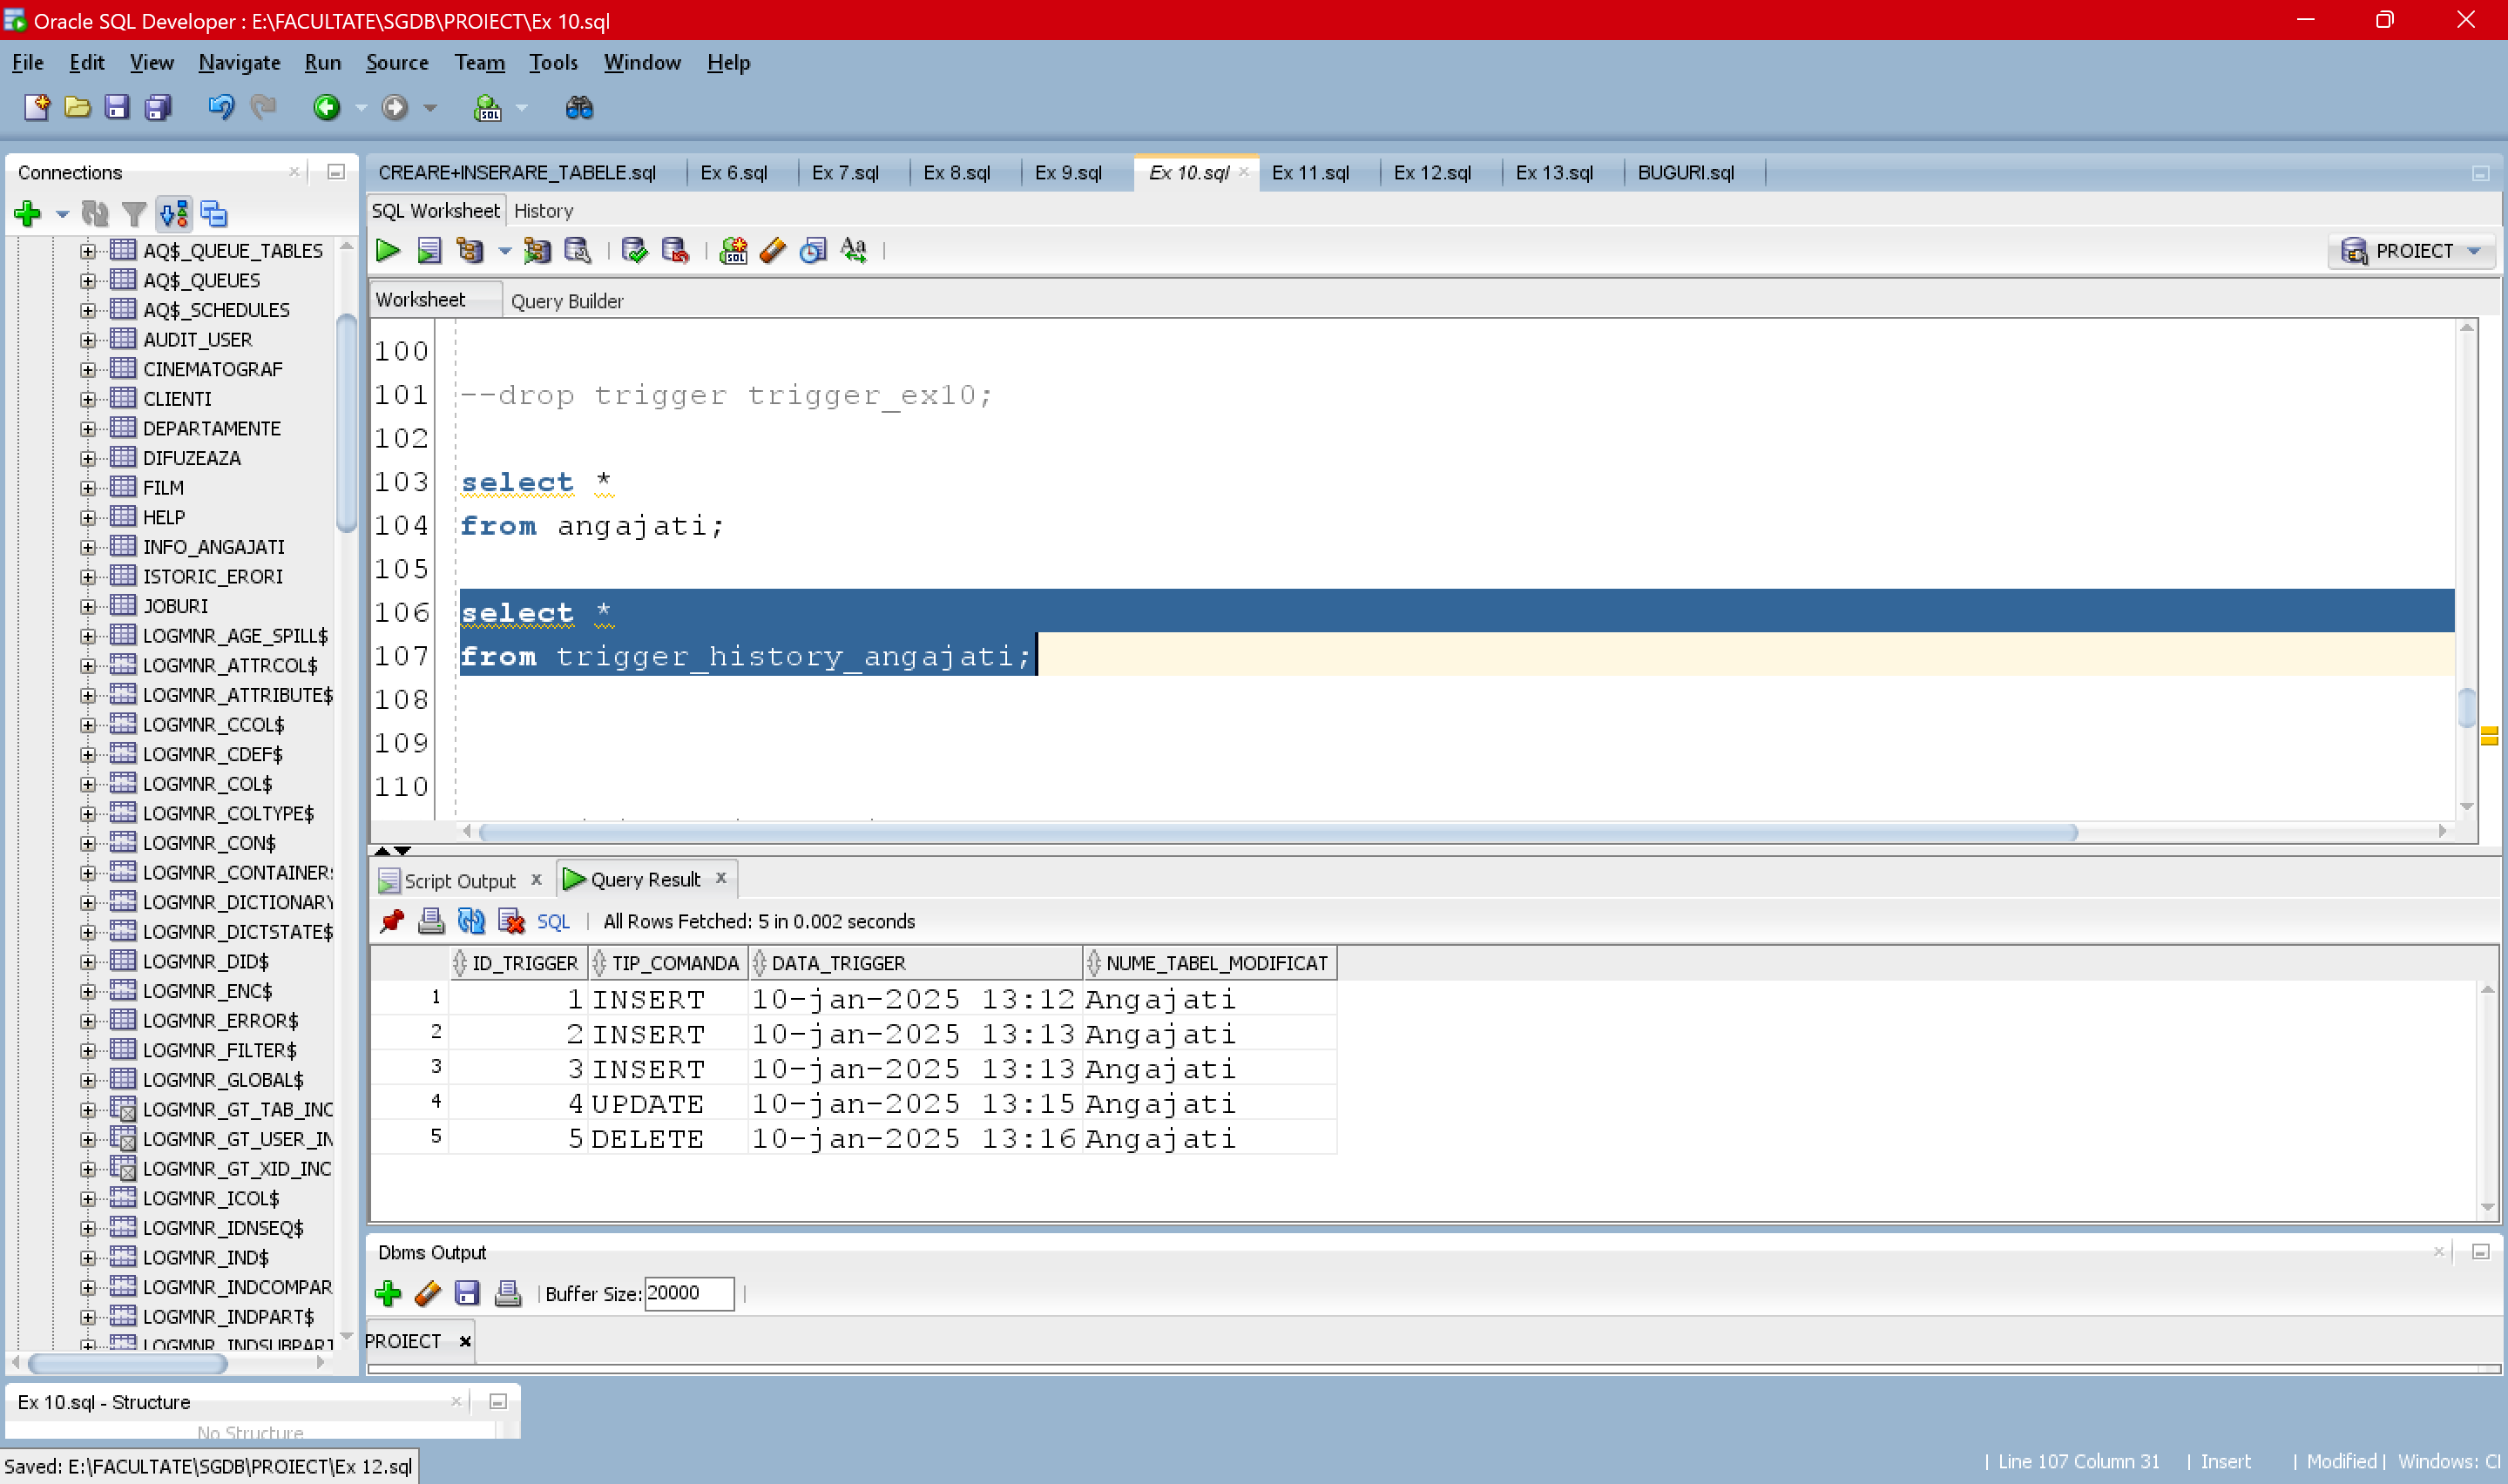 Oracle SQL Developer : E:\FACULTATE\SGDB\PROIECT\Ex 10.sql
File Edit View Navigate Run Source Team Tools Window Help
Connections
AQ$_QUEUE_TABLES
AQ$_QUEUES
AQ$_SCHEDULES
AUDIT_USER
CINEMATOGRAF
CLIENTI
DEPARTAMENTE
DIFUZEAZA
FILM
HELP
INFO_ANGAJATI
ISTORIC_ERORI
JOBURI
LOGMNR_AGE_SPILL$
LOGMNR_ATTRCOL$
LOGMNR_ATTRIBUTE$
LOGMNR_CCOL$
LOGMNR_CDEF$
LOGMNR_COL$
LOGMNR_COLTYPE$
LOGMNR_CON$
LOGMNR_CONTAINER
LOGMNR_DICTIONARY
LOGMNR_DICTSTATE$
LOGMNR_DID$
LOGMNR_ENC$
LOGMNR_ERROR$
LOGMNR_FILTER$
LOGMNR_GLOBAL$
LOGMNR_GT_TAB_INC
LOGMNR_GT_USER_IN
LOGMNR_GT_XID_INC
LOGMNR_ICOL$
LOGMNR_IDNSEQ$
LOGMNR_IND$
LOGMNR_INDCOMPAR
LOGMNR_INDPART$
LOGMNR_INDSUBPART
CREARE+INSERARE_TABELE.sql Ex 6.sql Ex 7.sql Ex 8.sql Ex 9.sql Ex 10.sql Ex 11.sql Ex 12.sql Ex 13.sql BUGURI.sql
SQL Worksheet History
PROIECT
Worksheet Query Builder
100
101 --drop trigger trigger_ex10;
102
103 select *
104 from angajati;
105
106 select *
107 from trigger_history_angajati;
108
109
110
Script Output Query Result
SQL All Rows Fetched: 5 in 0.002 seconds
ID_TRIGGER TIP_COMANDA DATA_TRIGGER NUME_TABEL_MODIFICAT
1 1 INSERT 10-jan-2025 13:12 Angajati
2 2 INSERT 10-jan-2025 13:13 Angajati
3 3 INSERT 10-jan-2025 13:13 Angajati
4 4 UPDATE 10-jan-2025 13:15 Angajati
5 5 DELETE 10-jan-2025 13:16 Angajati
Dbms Output
Buffer Size: 20000
PROIECT
Ex 10.sql - Structure
No Structure
Saved: E:\FACULTATE\SGDB\PROIECT\Ex 12.sql
Line 107 Column 31 | Insert | Modified | Windows: Cl